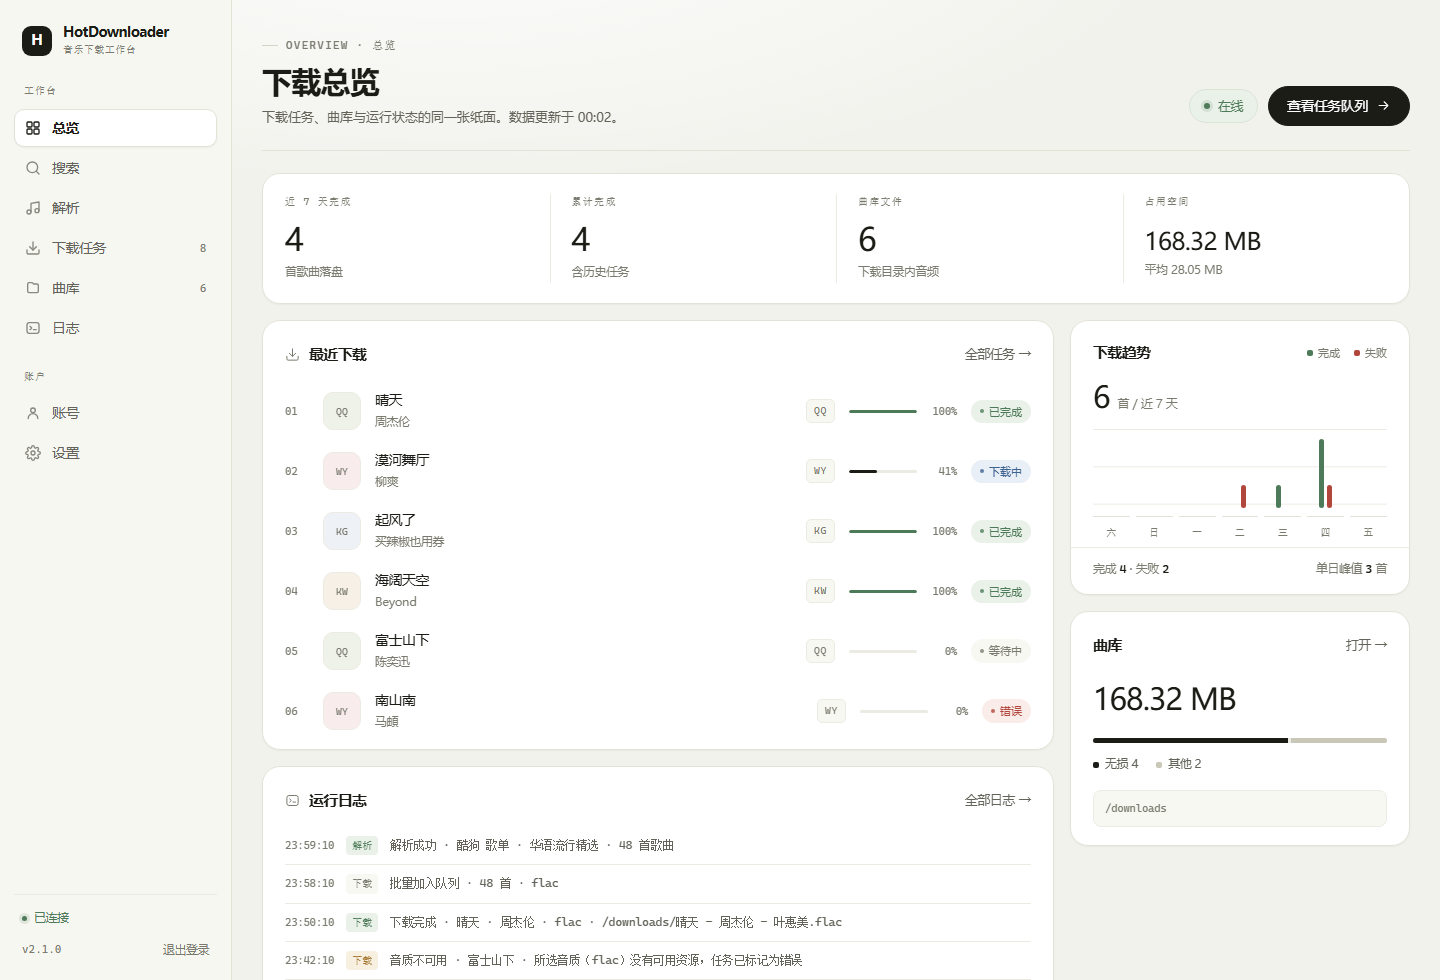 H
HotDownloader
音乐下载工作台
工作台
总览
搜索
解析
下载任务 8
曲库 6
日志
账户
账号
设置
已连接
v2.1.0 退出登录
OVERVIEW · 总览
下载总览
下载任务、曲库与运行状态的同一张纸面。数据更新于 00:02。
在线
查看任务队列 →
近 7 天完成
4
首歌曲落盘
累计完成
4
含历史任务
曲库文件
6
下载目录内音频
占用空间
168.32 MB
平均 28.05 MB
最近下载 全部任务 →
01 QQ 晴天 周杰伦 QQ 100% 已完成
02 WY 漠河舞厅 柳爽 WY 41% 下载中
03 KG 起风了 买辣椒也用券 KG 100% 已完成
04 KW 海阔天空 Beyond KW 100% 已完成
05 QQ 富士山下 陈奕迅 QQ 0% 等待中
06 WY 南山南 马頔 WY 0% 错误
运行日志 全部日志 →
23:59:10 解析 解析成功 · 酷狗 歌单 · 华语流行精选 · 48 首歌曲
23:58:10 下载 批量加入队列 · 48 首 · flac
23:50:10 下载 下载完成 · 晴天 · 周杰伦 · flac · /downloads/晴天 - 周杰伦 - 叶惠美.flac
23:42:10 下载 音质不可用 · 富士山下 · 所选音质（flac）没有可用资源，任务已标记为错误
下载趋势 完成 失败
6 首 / 近 7 天
六 日 一 二 三 四 五
完成 4 · 失败 2 单日峰值 3 首
曲库 打开 →
168.32 MB
无损 4 其他 2
/downloads